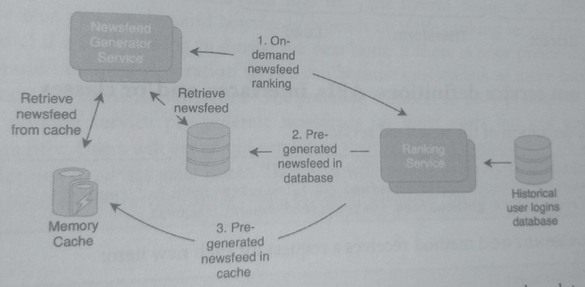 Newsfeed
Generator
Service
1. On-
demand
newsfeed
ranking
Retrieve
newsfeed
from cache
Retrieve
newsfeed
2. Pre-
generated
newsfeed in
database
Ranking
Service
Historical
user logins
database
Memory
Cache
3. Pre-
generated
newsfeed in
cache